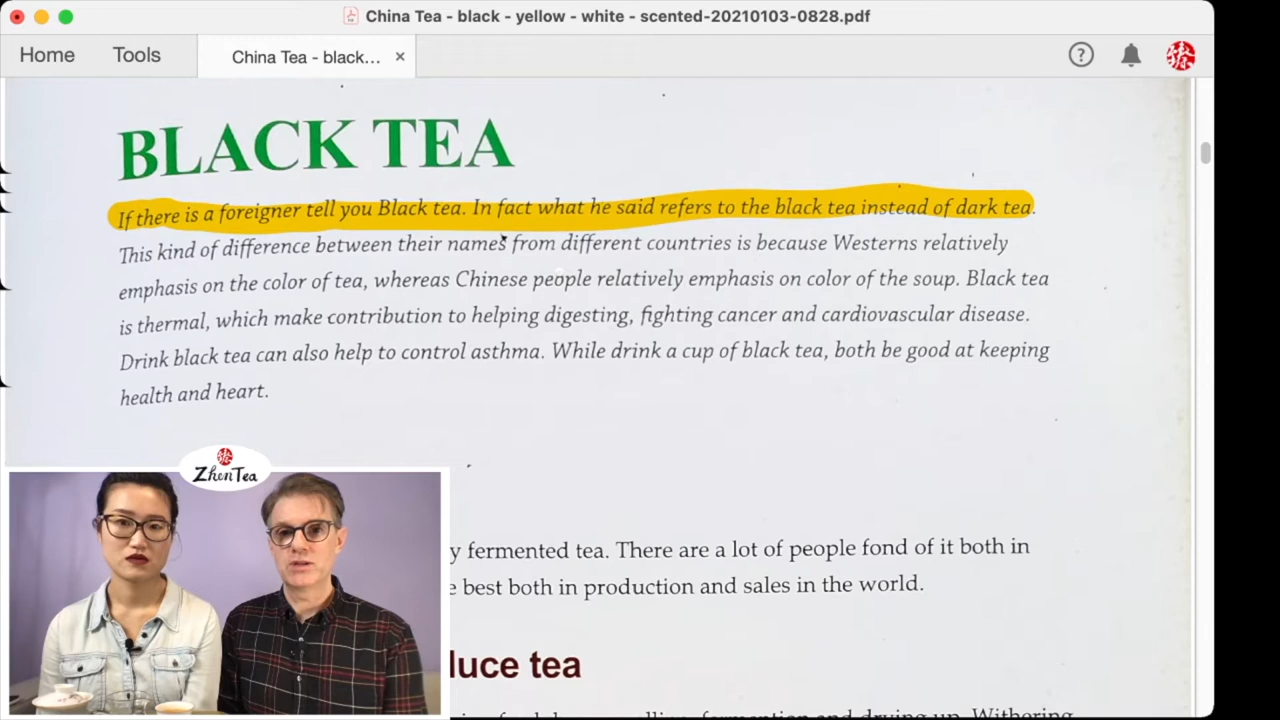 China Tea - black - yellow - white - scented-20210103-0828.pdf
Home Tools China Tea - black... ×
?
BLACK TEA
If there is a foreigner tell you Black tea. In fact what he said refers to the black tea instead of dark tea.
This kind of difference between their names from different countries is because Westerns relatively
emphasis on the color of tea, whereas Chinese people relatively emphasis on color of the soup. Black tea
is thermal, which make contribution to helping digesting, fighting cancer and cardiovascular disease.
Drink black tea can also help to control asthma. While drink a cup of black tea, both be good at keeping
health and heart.
ZhenTea
y fermented tea. There are a lot of people fond of it both in
e best both in production and sales in the world.
duce tea